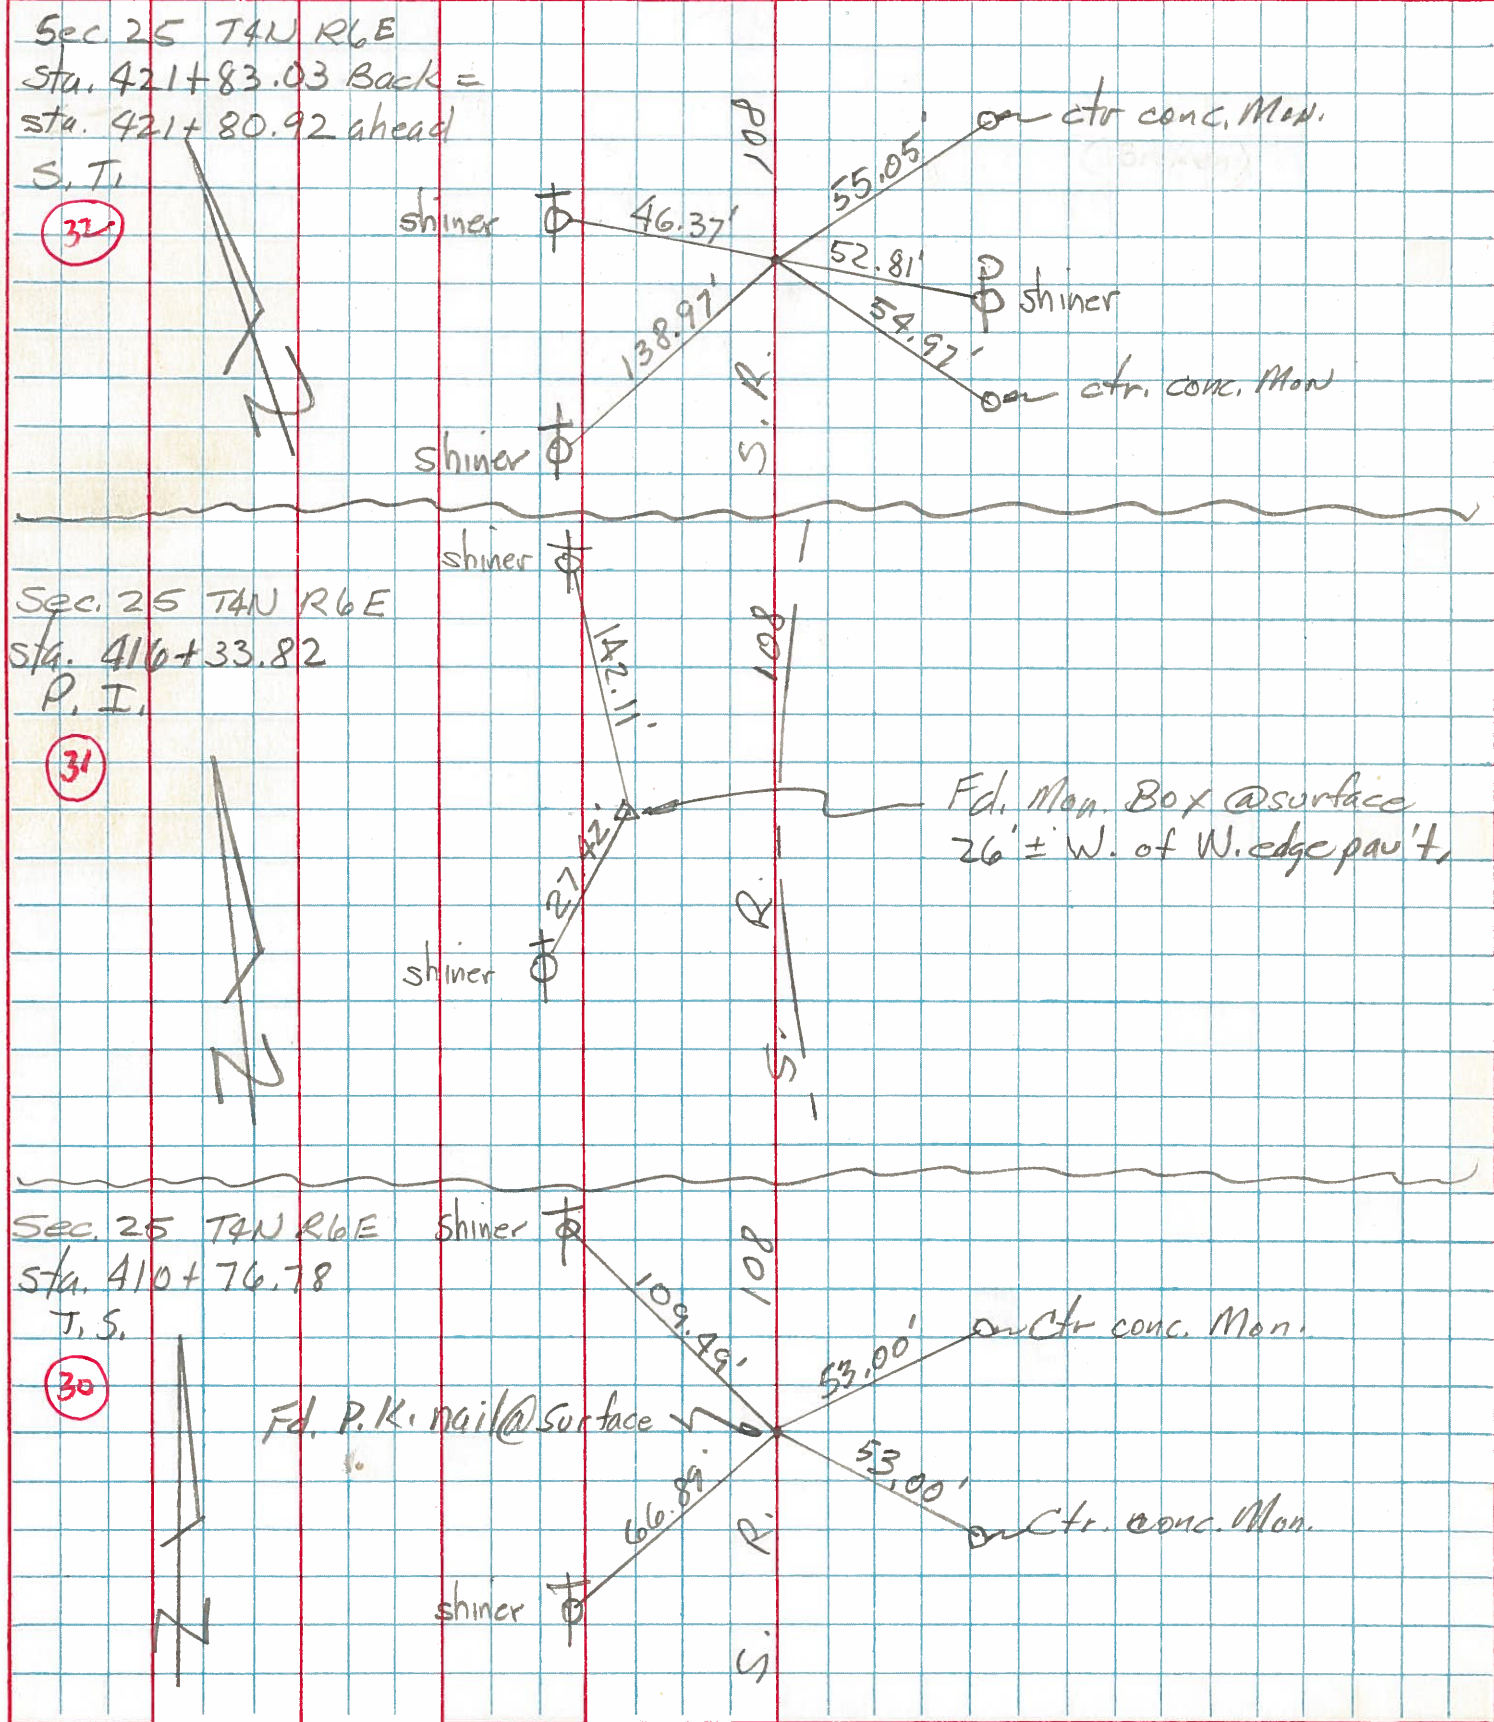 Sec. 25 T4N R6E
sta. 421+83.03 Back =
sta. 421+80.92 ahead
S.T.
32
N
108
S. R.
shiner
46.37'
55.05'
ctr conc. Mon.
52.81'
shiner
54.97'
ctr. conc. Mon
138.97'
shiner
shiner
Sec. 25 T4N R6E
sta. 416+33.82
P. I.
31
N
142.11'
108
S. R.
Fd. Mon. Box @surface
26'± W. of W. edge pav't.
27.42'
shiner
Sec. 25 T4N R6E
sta. 410+76.78
T.S.
30
N
shiner
108
S. R.
109.49'
53.00'
Ctr conc. Mon.
Fd. P.K. nail@surface
66.89'
53.00'
Ctr. conc. Mon.
shiner